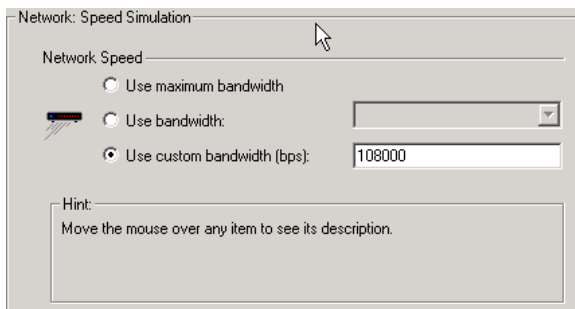 Network: Speed Simulation
Network Speed
Use maximum bandwidth
Use bandwidth:
Use custom bandwidth (bps): 108000
Hint:
Move the mouse over any item to see its description.